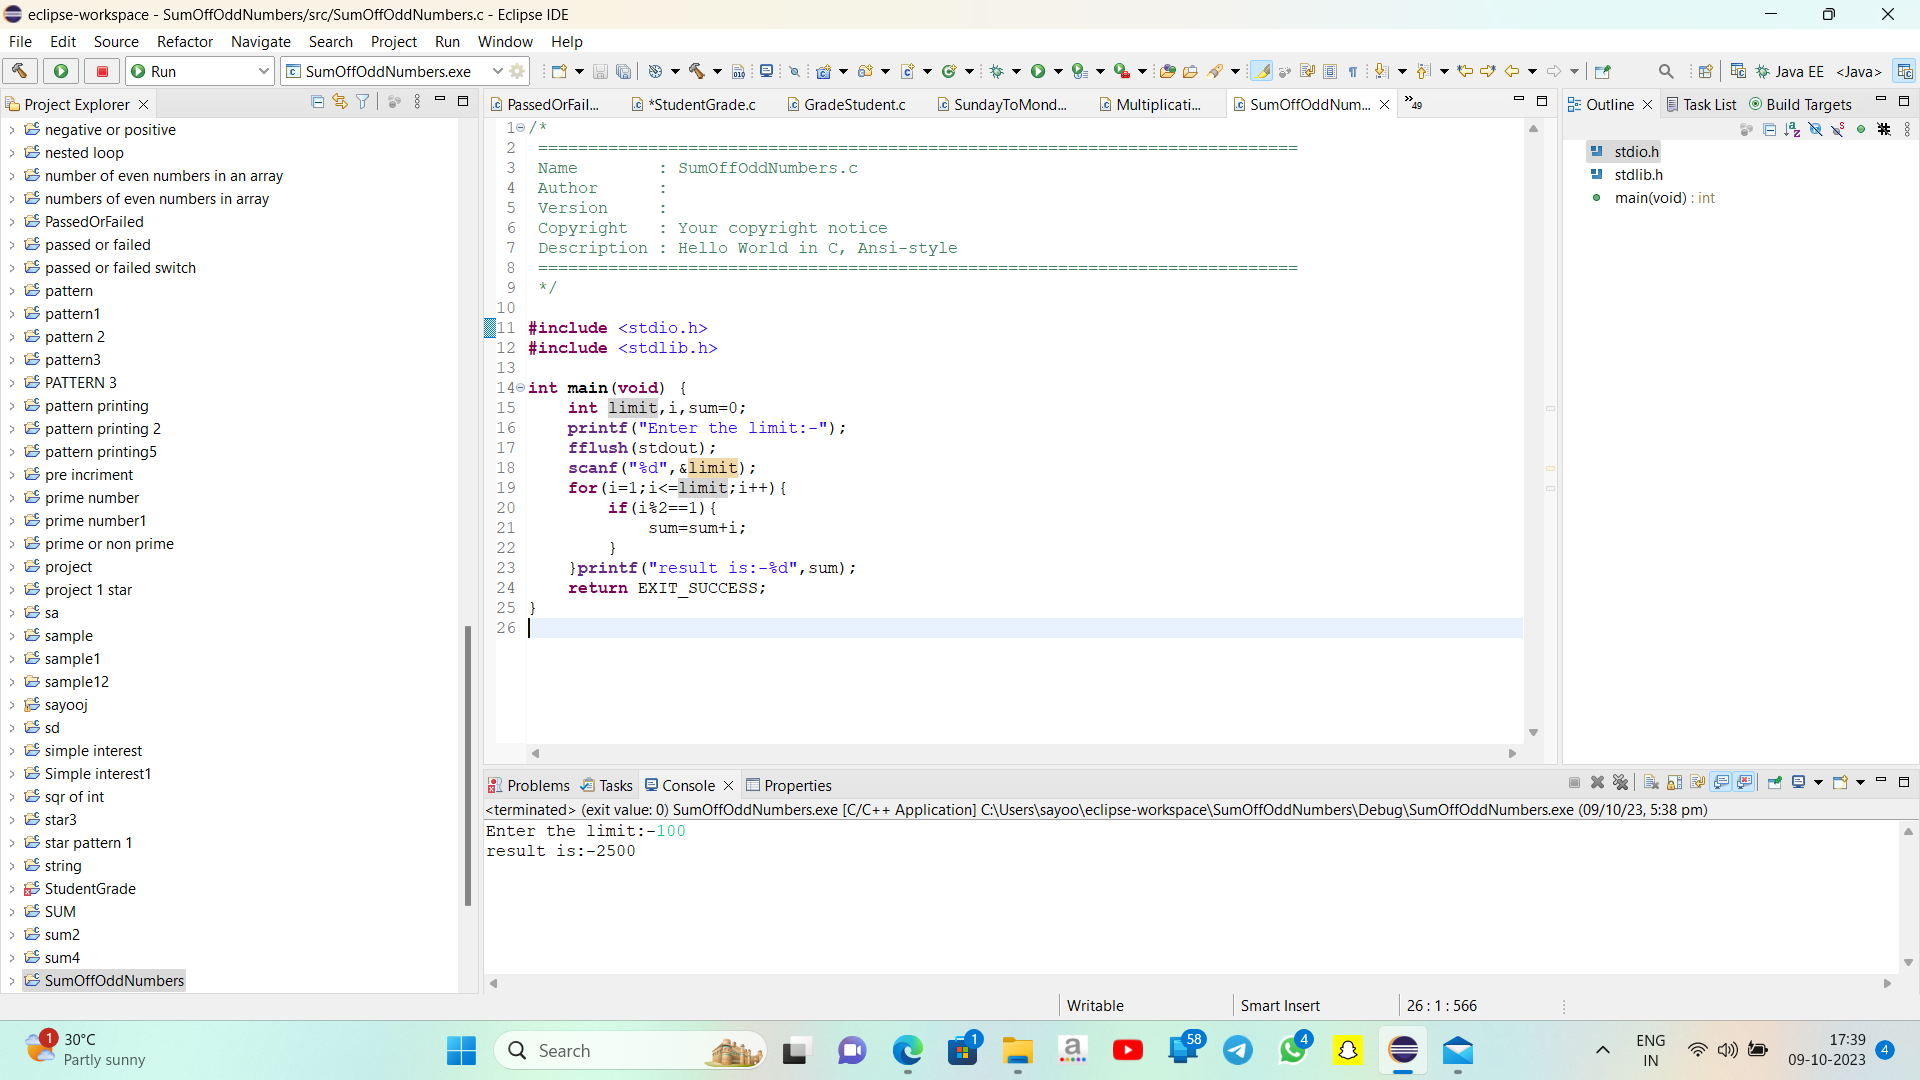 eclipse-workspace - SumOffOddNumbers/src/SumOffOddNumbers.c - Eclipse IDE
File Edit Source Refactor Navigate Search Project Run Window Help
Run SumOffOddNumbers.exe Java EE <Java>
Project Explorer
negative or positive
nested loop
number of even numbers in an array
numbers of even numbers in array
PassedOrFailed
passed or failed
passed or failed switch
pattern
pattern1
pattern 2
pattern3
PATTERN 3
pattern printing
pattern printing 2
pattern printing5
pre incriment
prime number
prime number1
prime or non prime
project
project 1 star
sa
sample
sample1
sample12
sayooj
sd
simple interest
Simple interest1
sqr of int
star3
star pattern 1
string
StudentGrade
SUM
sum2
sum4
SumOffOddNumbers
PassedOrFail... *StudentGrade.c GradeStudent.c SundayToMond... Multiplicati... SumOffOddNum... 49
1 /*
2 ============================================================================
3 Name : SumOffOddNumbers.c
4 Author :
5 Version :
6 Copyright : Your copyright notice
7 Description : Hello World in C, Ansi-style
8 ============================================================================
9 */
10
11 #include <stdio.h>
12 #include <stdlib.h>
13
14 int main(void) {
15 int limit,i,sum=0;
16 printf("Enter the limit:-");
17 fflush(stdout);
18 scanf("%d",&limit);
19 for(i=1;i<=limit;i++){
20 if(i%2==1){
21 sum=sum+i;
22 }
23 }printf("result is:-%d",sum);
24 return EXIT_SUCCESS;
25 }
26
Outline Task List Build Targets
stdio.h
stdlib.h
main(void) : int
Problems Tasks Console Properties
<terminated> (exit value: 0) SumOffOddNumbers.exe [C/C++ Application] C:\Users\sayoo\eclipse-workspace\SumOffOddNumbers\Debug\SumOffOddNumbers.exe (09/10/23, 5:38 pm)
Enter the limit:-100
result is:-2500
Writable Smart Insert 26 : 1 : 566
1 30°C
Partly sunny
Search
1
58
4
ENG
IN
17:39
09-10-2023
4